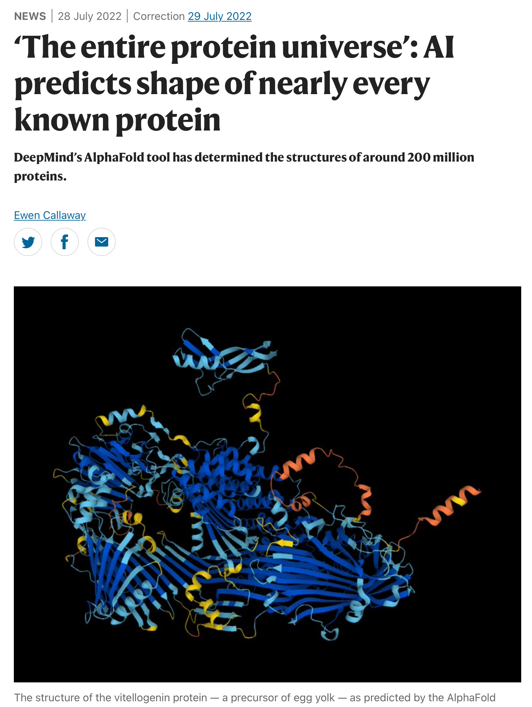 NEWS | 28 July 2022 | Correction 29 July 2022
‘The entire protein universe’: AI
predicts shape of nearly every
known protein
DeepMind’s AlphaFold tool has determined the structures of around 200 million
proteins.
Ewen Callaway
The structure of the vitellogenin protein — a precursor of egg yolk — as predicted by the AlphaFold